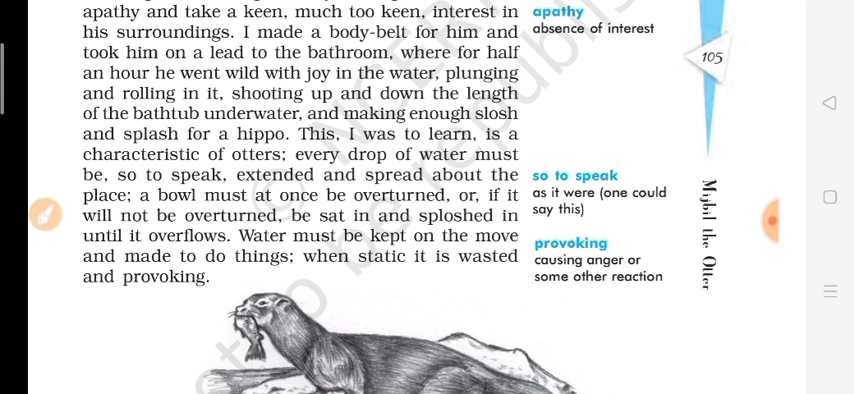 apathy and take a keen, much too keen, interest in
his surroundings. I made a body-belt for him and
took him on a lead to the bathroom, where for half
an hour he went wild with joy in the water, plunging
and rolling in it, shooting up and down the length
of the bathtub underwater, and making enough slosh
and splash for a hippo. This, I was to learn, is a
characteristic of otters; every drop of water must
be, so to speak, extended and spread about the
place; a bowl must at once be overturned, or, if it
will not be overturned, be sat in and sploshed in
until it overflows. Water must be kept on the move
and made to do things; when static it is wasted
and provoking.
apathy
absence of interest
so to speak
as it were (one could
say this)
provoking
causing anger or
some other reaction
105
Mijbil the Otter
© NCERT
not to be republished